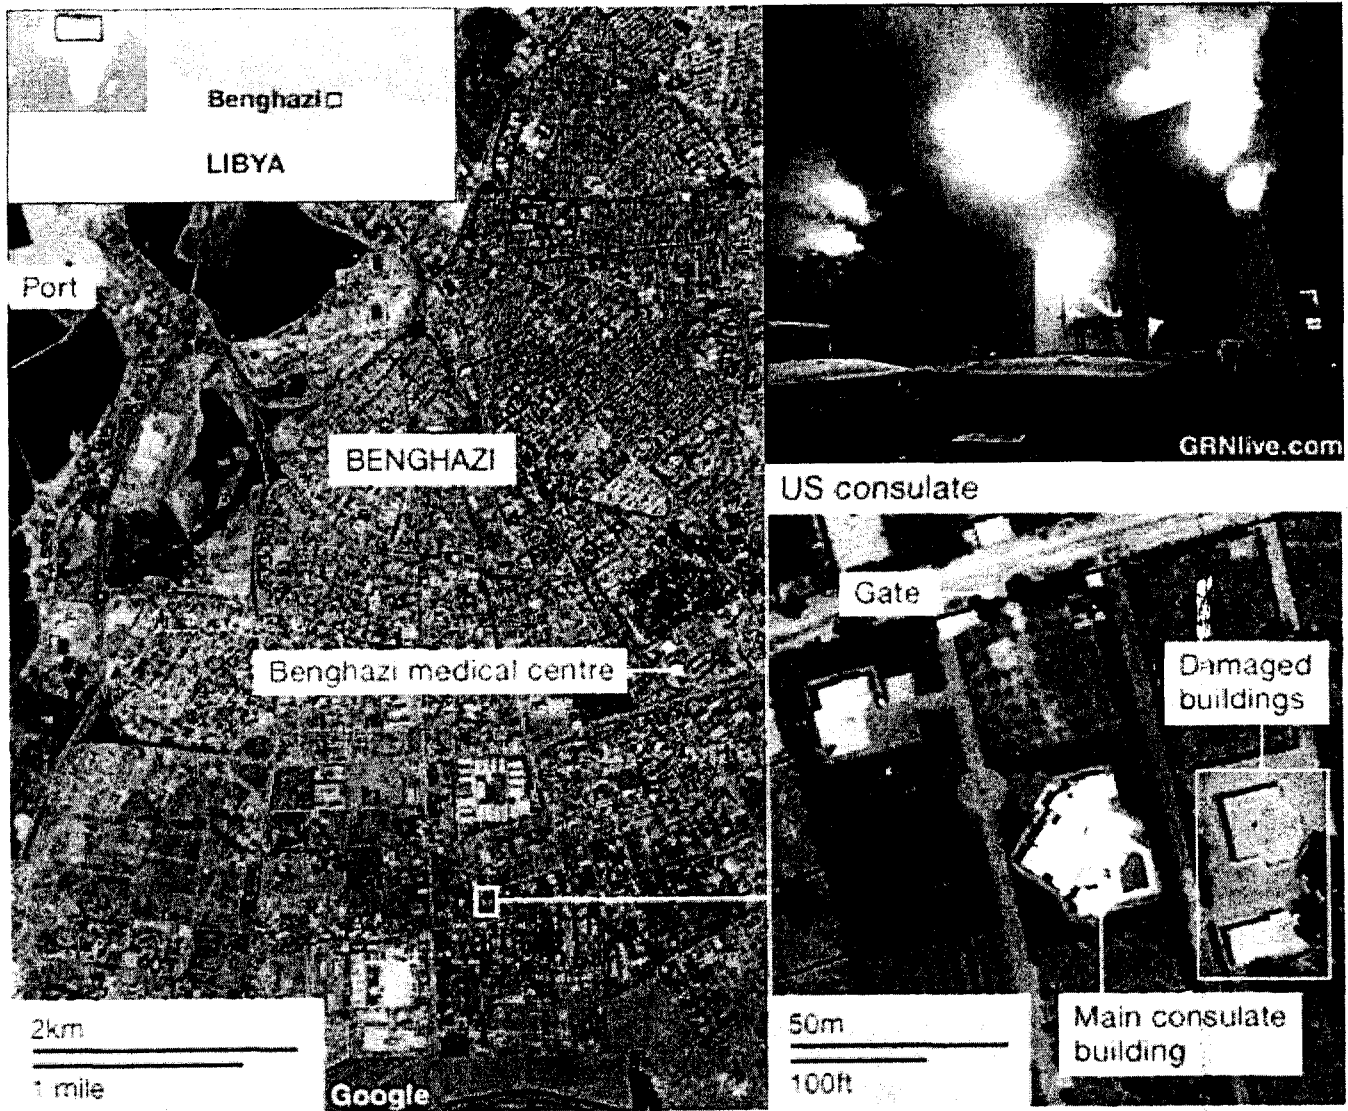 Benghazi
LIBYA
Port
BENGHAZI
Benghazi medical centre
2km
1 mile
Google
GRNlive.com
US consulate
Gate
Damaged
buildings
Main consulate
building
50m
100ft